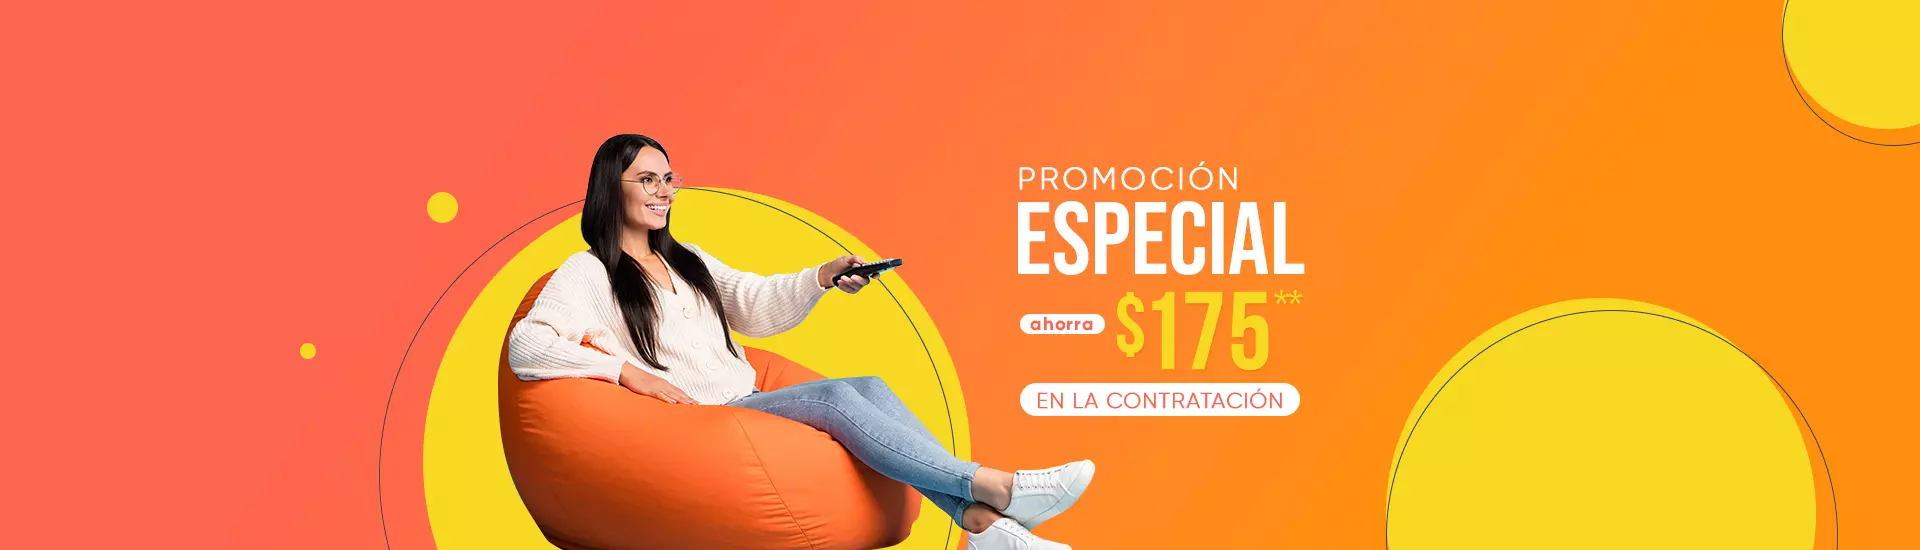 PROMOCIÓN
ESPECIAL
ahorra $175**
EN LA CONTRATACIÓN